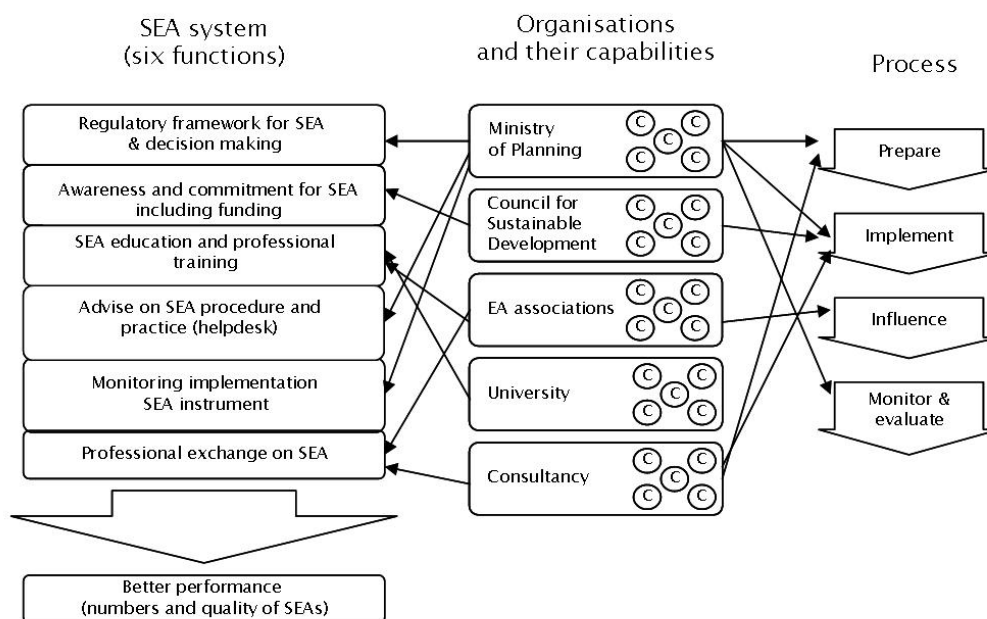 SEA system
(six functions)
Organisations
and their capabilities
Process
Regulatory framework for SEA
& decision making
Awareness and commitment for SEA
including funding
SEA education and professional
training
Advise on SEA procedure and
practice (helpdesk)
Monitoring implementation
SEA instrument
Professional exchange on SEA
Better performance
(numbers and quality of SEAs)
Ministry
of Planning
C C
C
C C
Council for
Sustainable
Development
C C
C
C C
EA associations
C C
C
C C
University
C C
C
C C
Consultancy
C C
C
C C
Prepare
Implement
Influence
Monitor &
evaluate